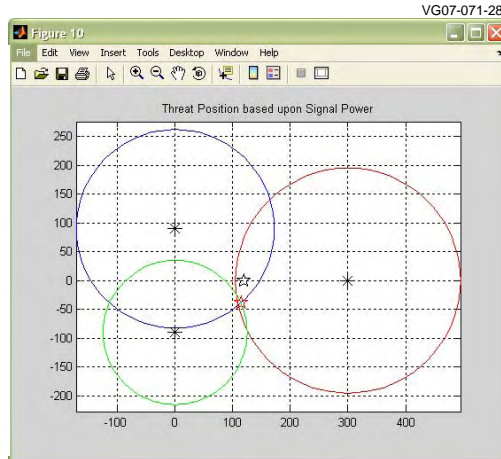 VG07-071-28
Figure 10
File Edit View Insert Tools Desktop Window Help
Threat Position based upon Signal Power
250
200
150
100
50
0
-50
-100
-150
-200
-100 0 100 200 300 400